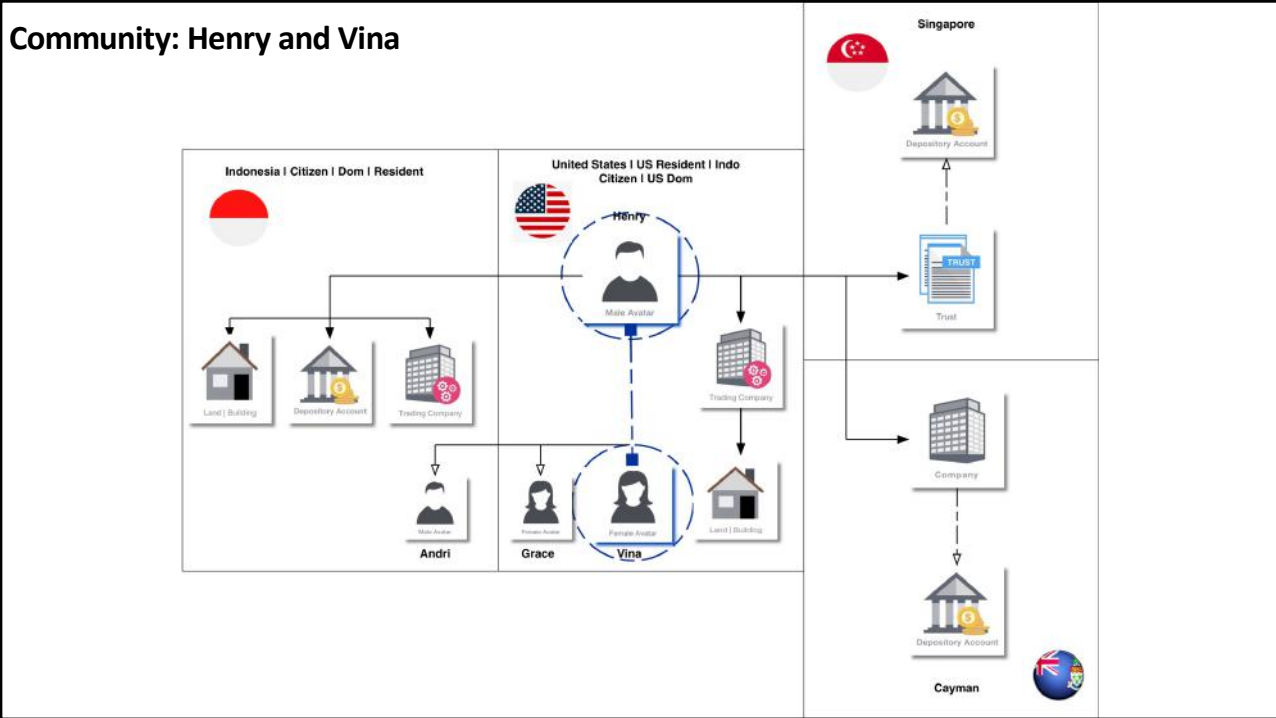 Community: Henry and Vina
Singapore
Depository Account
Indonesia I Citizen I Dom I Resident
United States I US Resident I Indo
Citizen I US Dom
Henry
Male Avatar
TRUST
Trust
Land | Building
Depository Account
Trading Company
Trading Company
Company
Male Avatar
Female Avatar
Female Avatar
Land | Building
Andri
Grace
Vina
Depository Account
Cayman